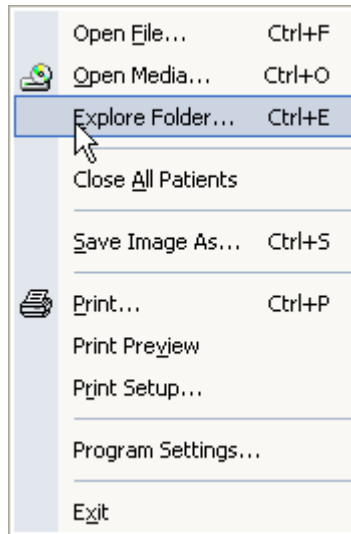 Open File... Ctrl+F
Open Media... Ctrl+O
Explore Folder... Ctrl+E
Close All Patients
Save Image As... Ctrl+S
Print... Ctrl+P
Print Preview
Print Setup...
Program Settings...
Exit